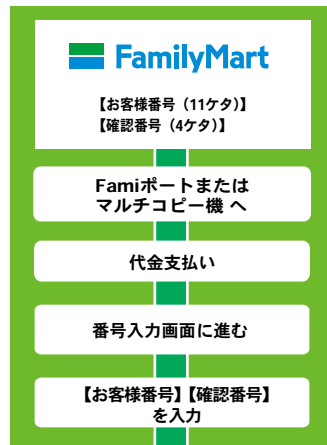 FamilyMart
【お客様番号（11ケタ）】
【確認番号（4ケタ）】
Famiポートまたは
マルチコピー機 へ
代金支払い
番号入力画面に進む
【お客様番号】【確認番号】
を入力